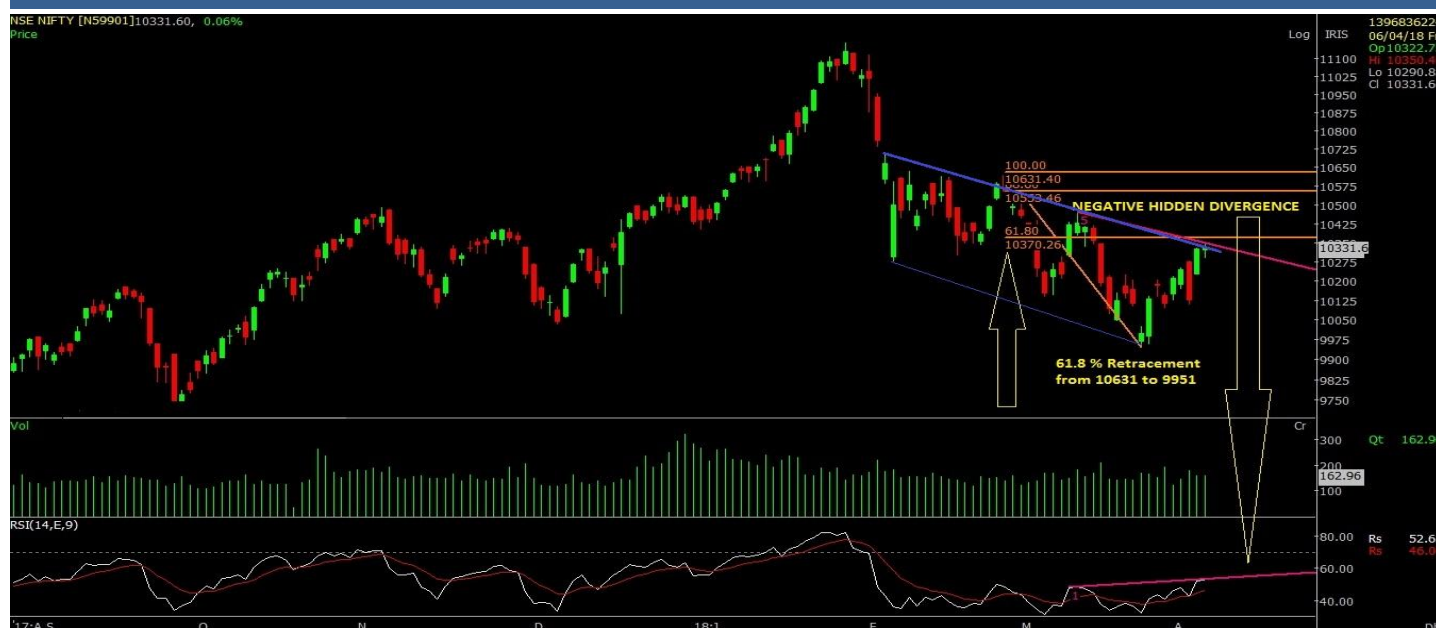 NSE NIFTY [N59901]10331.60, 0.06%
Price
Log IRIS
1396836220
06/04/18 Fr
Op10322.7
Hi 10350.4
Lo 10290.8
Cl 10331.6
11100
11025
10950
10875
10800
10725
10650
10575
10500
10425
10331.6
10275
10200
10125
10050
9975
9900
9825
9750
100.00
10631.40
10553.46
61.80
10370.26
NEGATIVE HIDDEN DIVERGENCE
5
61.8 % Retracement
from 10631 to 9951
Vol
Cr
300
200
162.96
100
Qt 162.9
RSI(14,E,9)
80.00
60.00
40.00
Rs 52.6
Rs 46.0
1
'17:A S O N D 18:J F M A